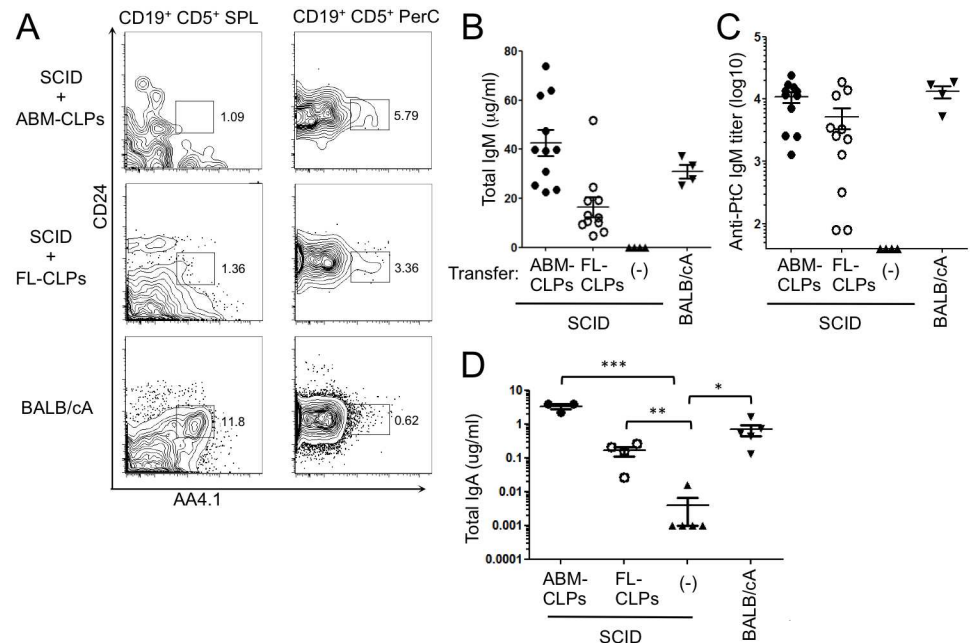 A
CD19+ CD5+ SPL
CD19+ CD5+ PerC
SCID
+
ABM-CLPs
1.09
5.79
CD24
SCID
+
FL-CLPs
1.36
3.36
BALB/cA
11.8
0.62
AA4.1
B
Total IgM (μg/ml)
80
60
40
20
0
Transfer:
ABM-
CLPs
FL-
CLPs
(-)
BALB/cA
SCID
C
Anti-PtC IgM titer (log10)
5
4
3
2
ABM-
CLPs
FL-
CLPs
(-)
BALB/cA
SCID
D
Total IgA (ug/ml)
10
1
0.1
0.01
0.001
0.0001
***
**
*
ABM-
CLPs
FL-
CLPs
(-)
BALB/cA
SCID